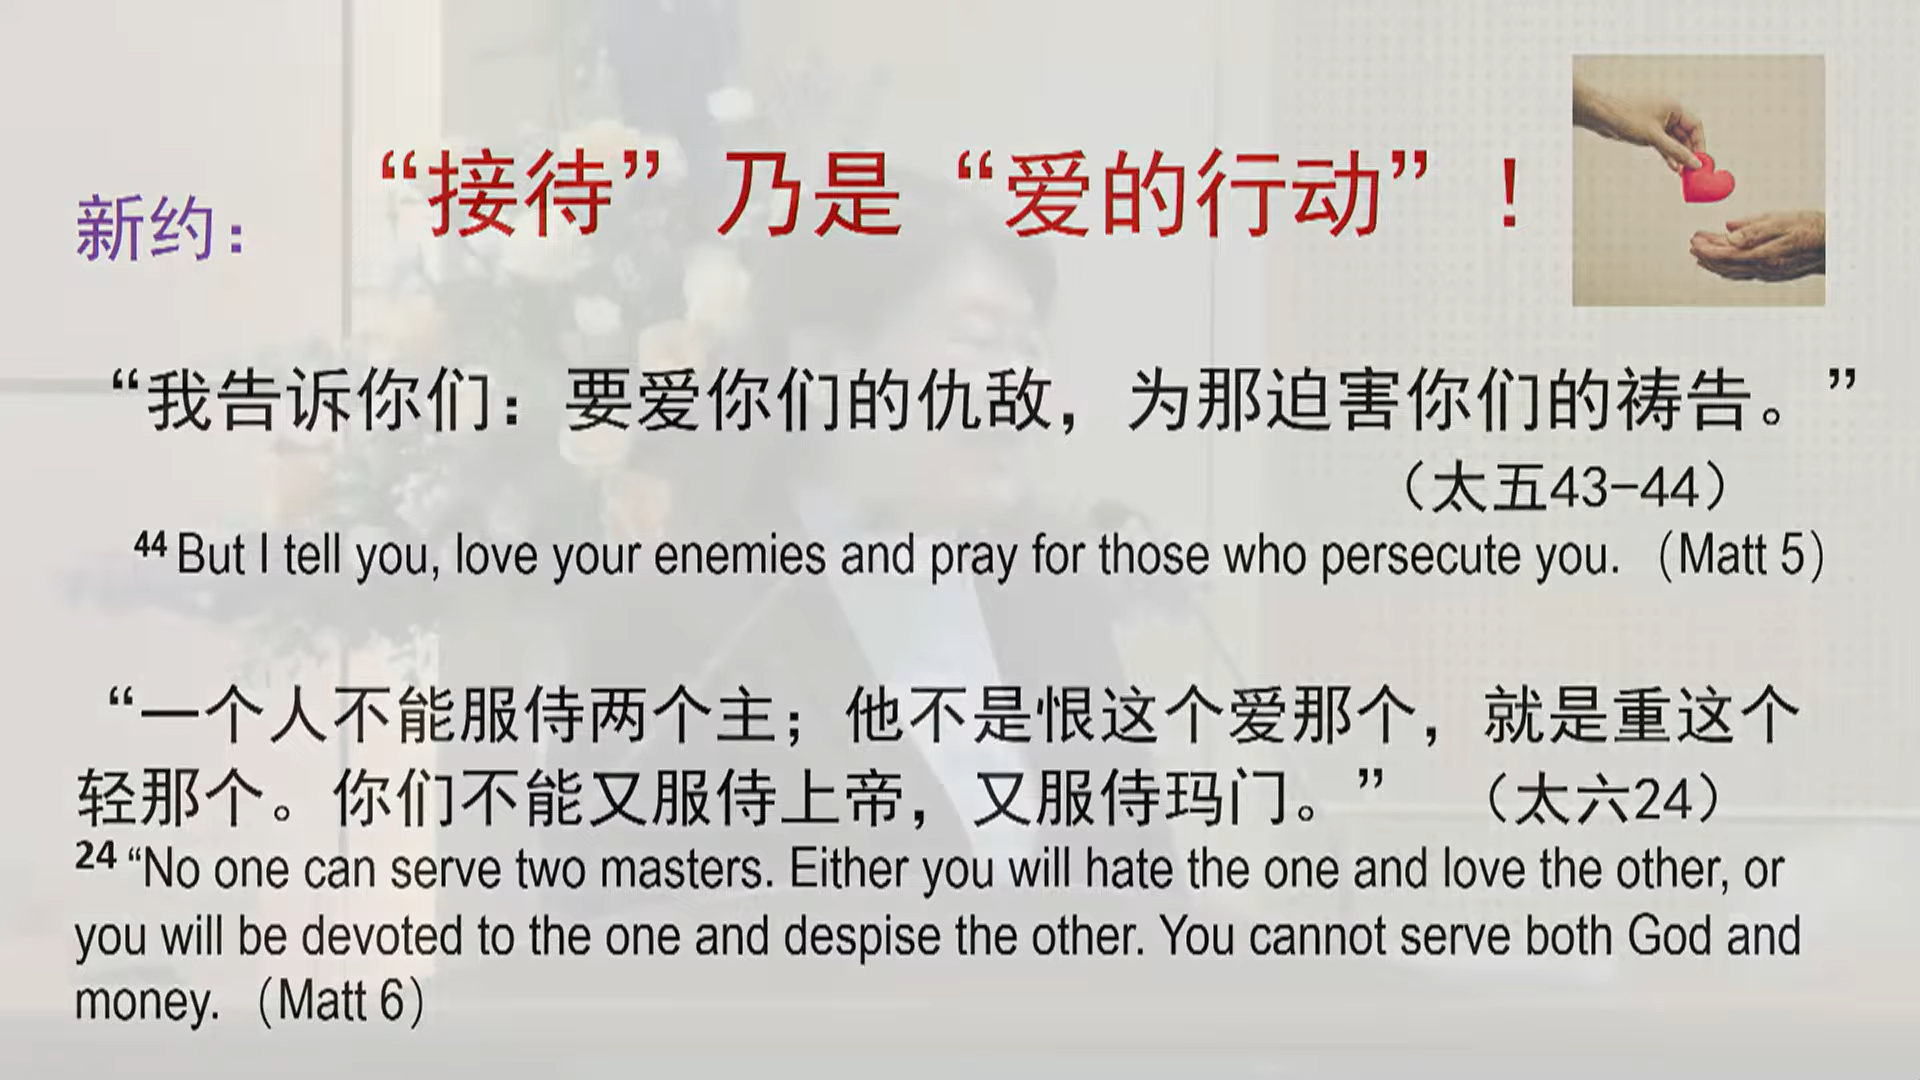 “接待”乃是“爱的行动”！
新约：
“我告诉你们：要爱你们的仇敌，为那迫害你们的祷告。”
（太五43-44）
44 But I tell you, love your enemies and pray for those who persecute you.（Matt 5）
“一个人不能服侍两个主；他不是恨这个爱那个，就是重这个
轻那个。你们不能又服侍上帝，又服侍玛门。”（太六24）
24 “No one can serve two masters. Either you will hate the one and love the other, or
you will be devoted to the one and despise the other. You cannot serve both God and
money.（Matt 6）